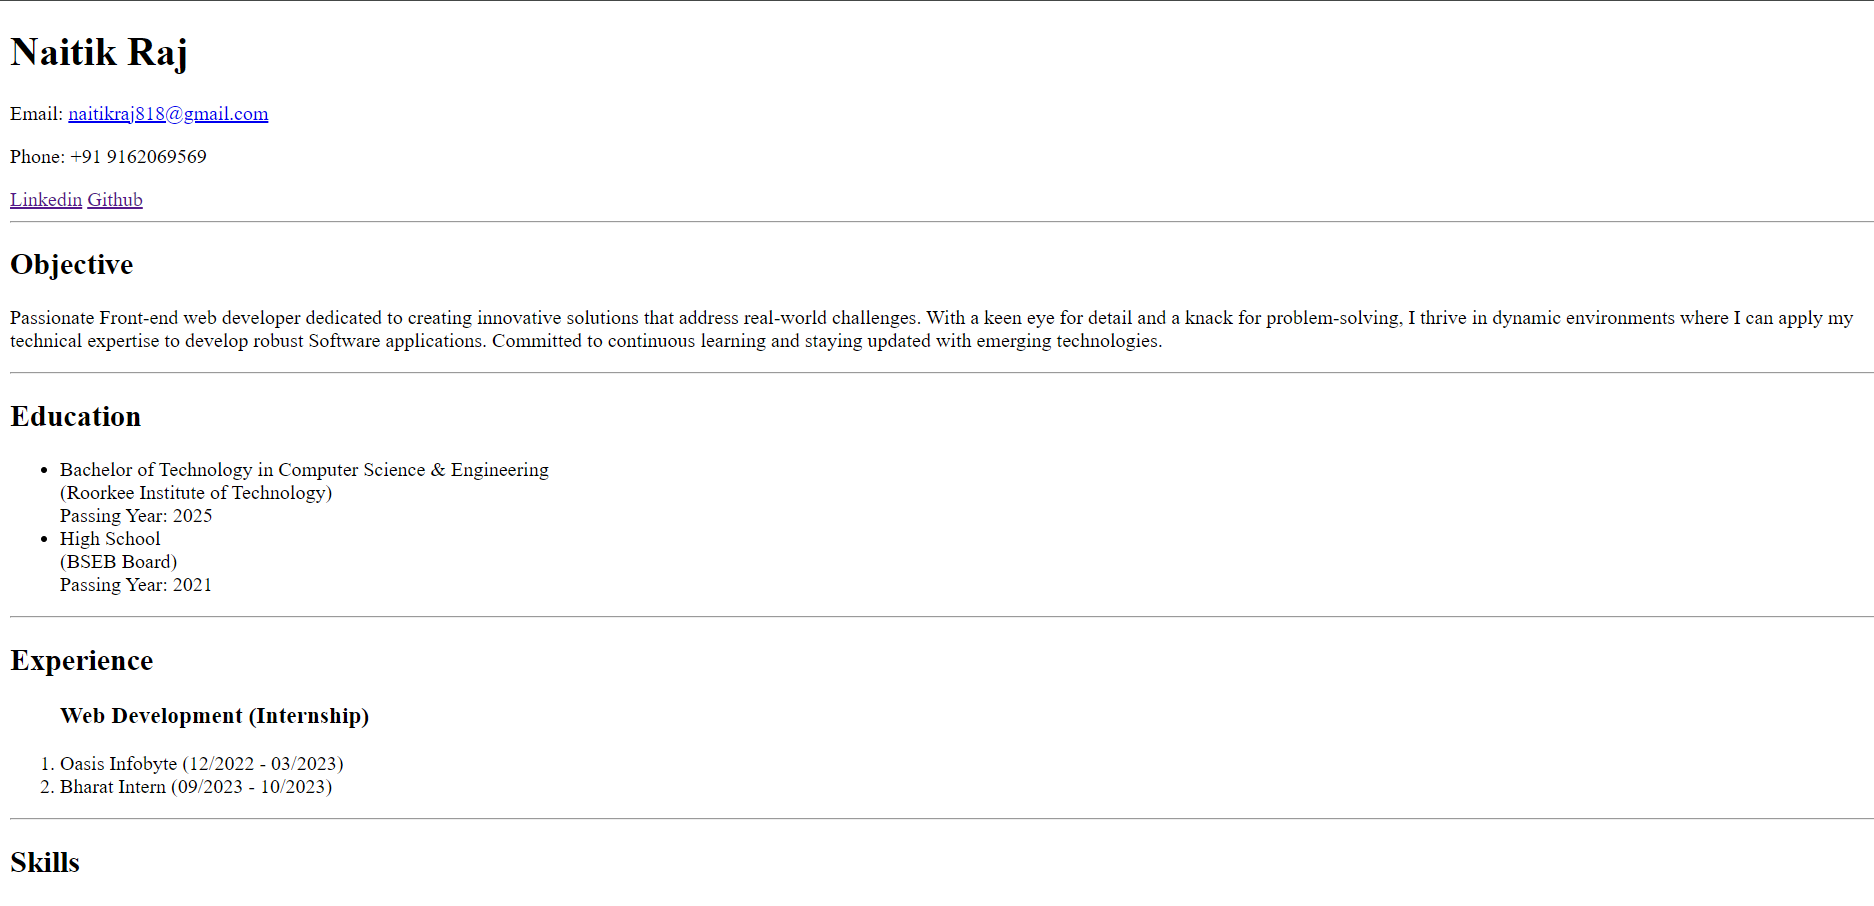 Naitik Raj
Email: naitikraj818@gmail.com
Phone: +91 9162069569
Linkedin Github
Objective
Passionate Front-end web developer dedicated to creating innovative solutions that address real-world challenges. With a keen eye for detail and a knack for problem-solving, I thrive in dynamic environments where I can apply my
technical expertise to develop robust Software applications. Committed to continuous learning and staying updated with emerging technologies.
Education
• Bachelor of Technology in Computer Science & Engineering
(Roorkee Institute of Technology)
Passing Year: 2025
• High School
(BSEB Board)
Passing Year: 2021
Experience
Web Development (Internship)
1. Oasis Infobyte (12/2022 - 03/2023)
2. Bharat Intern (09/2023 - 10/2023)
Skills